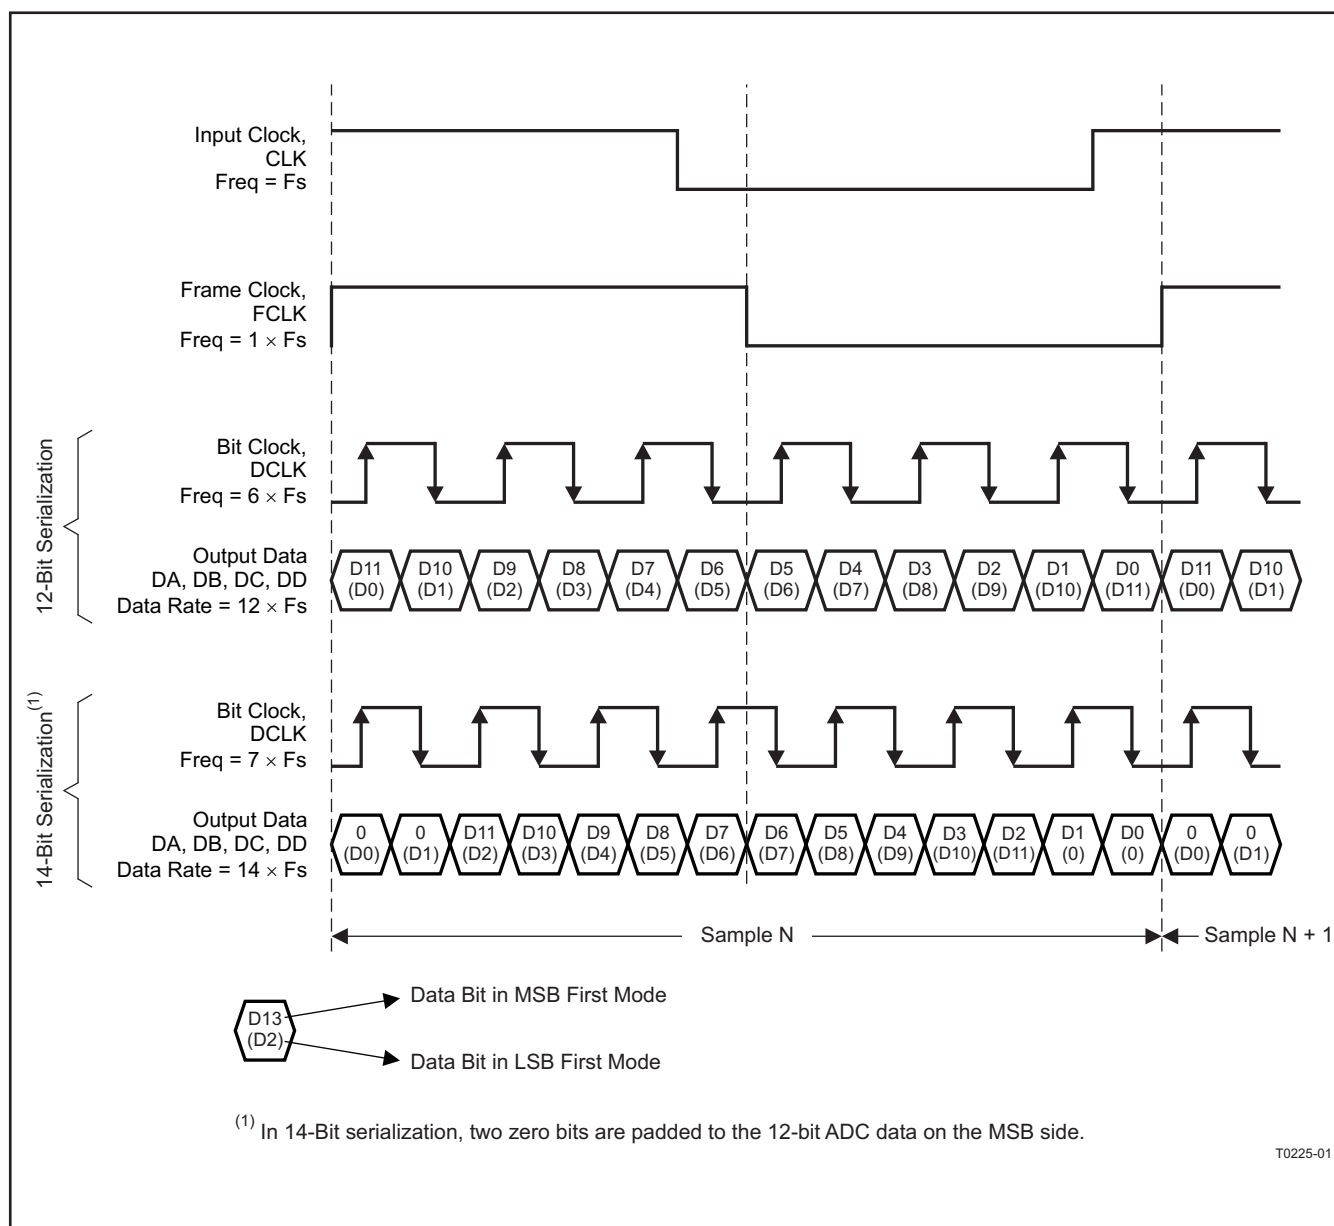 Input Clock,
CLK
Freq = Fs
Frame Clock,
FCLK
Freq = 1 × Fs
12-Bit Serialization
Bit Clock,
DCLK
Freq = 6 × Fs
Output Data
DA, DB, DC, DD
Data Rate = 12 × Fs
D11 D10 D9 D8 D7 D6 D5 D4 D3 D2 D1 D0 D11 D10
(D0) (D1) (D2) (D3) (D4) (D5) (D6) (D7) (D8) (D9) (D10) (D11) (D0) (D1)
14-Bit Serialization(1)
Bit Clock,
DCLK
Freq = 7 × Fs
Output Data
DA, DB, DC, DD
Data Rate = 14 × Fs
0 0 D11 D10 D9 D8 D7 D6 D5 D4 D3 D2 D1 D0 0 0
(D0) (D1) (D2) (D3) (D4) (D5) (D6) (D7) (D8) (D9) (D10) (D11) (0) (0) (D0) (D1)
Sample N
Sample N + 1
D13
(D2)
Data Bit in MSB First Mode
Data Bit in LSB First Mode
(1) In 14-Bit serialization, two zero bits are padded to the 12-bit ADC data on the MSB side.
T0225-01